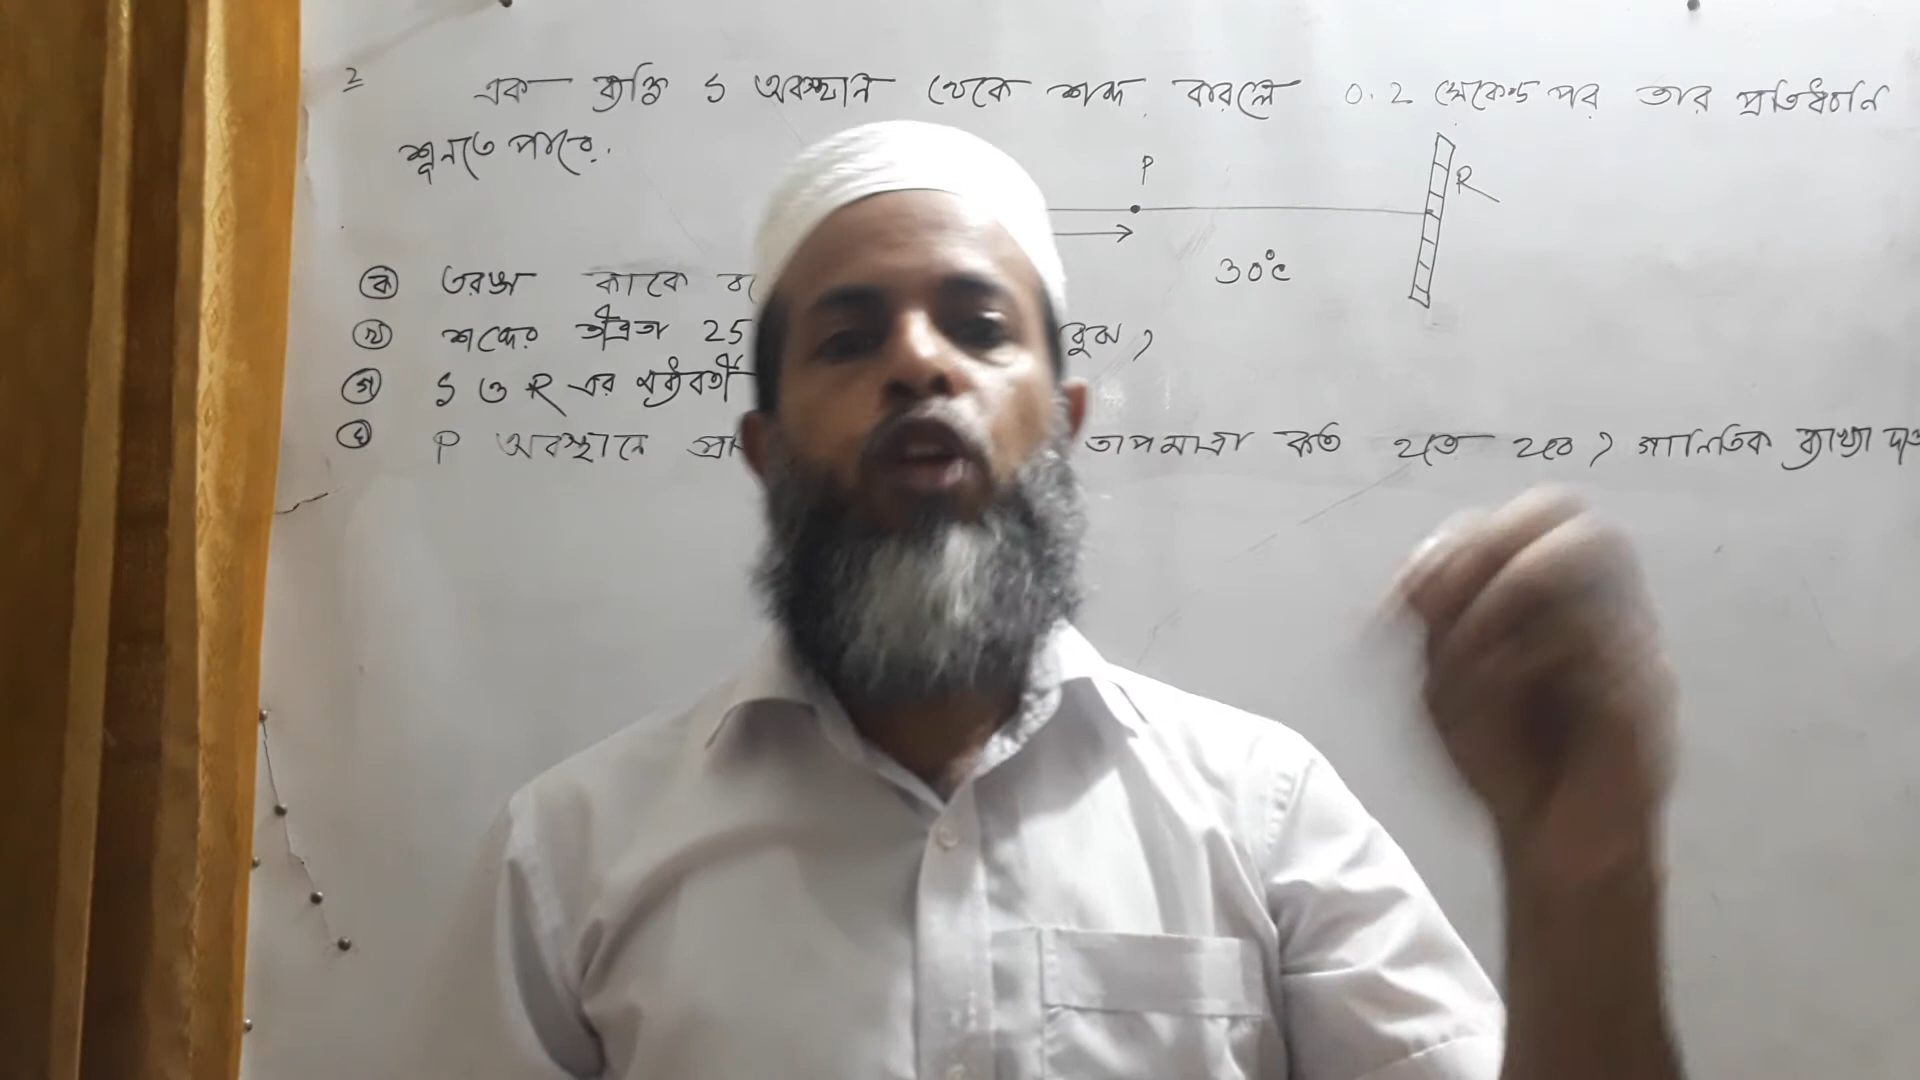 2
এক ব্যক্তি S অবস্থান থেকে শব্দ করলে 0.2 সেকেন্ড পর তার প্রতিধ্বনি
শুনতে পারে.
P
R
30°c
ক তরঙ্গ কাকে ব
খ শব্দের তীব্রতা 25 বুঝ?
গ S ও R এর মধ্যবর্তী
ঘ P অবস্থানে প্র তাপমাত্রা কত হতে হবে? গানিতিক ব্যাখ্যা দাও